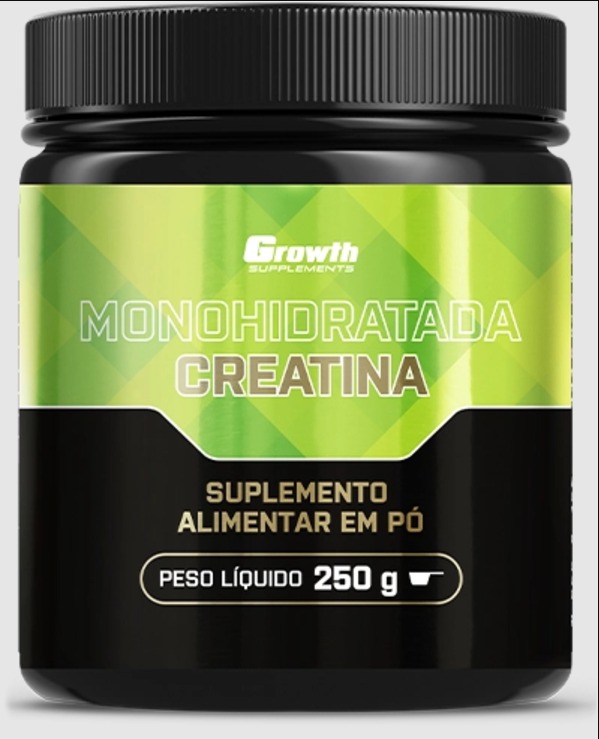 Growth
SUPPLEMENTS
MONOHIDRATADA
CREATINA
SUPLEMENTO
ALIMENTAR EM PÓ
PESO LÍQUIDO 250 g